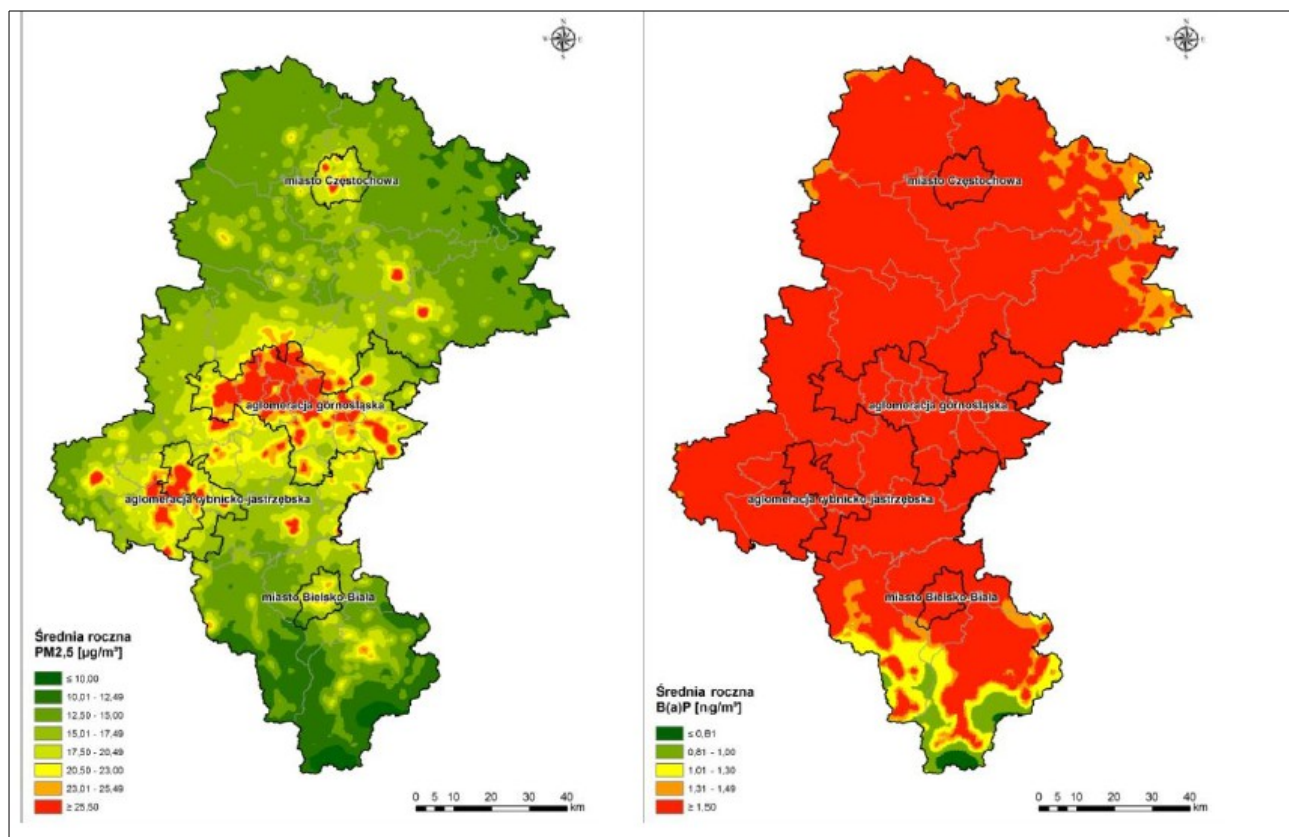 N
W
U
S
miasto Częstochowa
aglomeracja górnośląska
aglomeracja rybnicko-jastrzębska
miasto Bielsko-Biała
Średnia roczna
PM2,5 [µg/m³]
≤ 10,00
10,01 - 12,49
12,50 - 15,00
15,01 - 17,49
17,50 - 20,49
20,50 - 23,00
23,01 - 25,49
≥ 25,50
0 5 10 20 30 40
km
N
W
U
S
miasto Częstochowa
aglomeracja górnośląska
aglomeracja rybnicko-jastrzębska
miasto Bielsko-Biała
Średnia roczna
B(a)P [ng/m³]
≤ 0,81
0,81 - 1,00
1,01 - 1,30
1,31 - 1,49
≥ 1,50
0 5 10 20 30 40
km